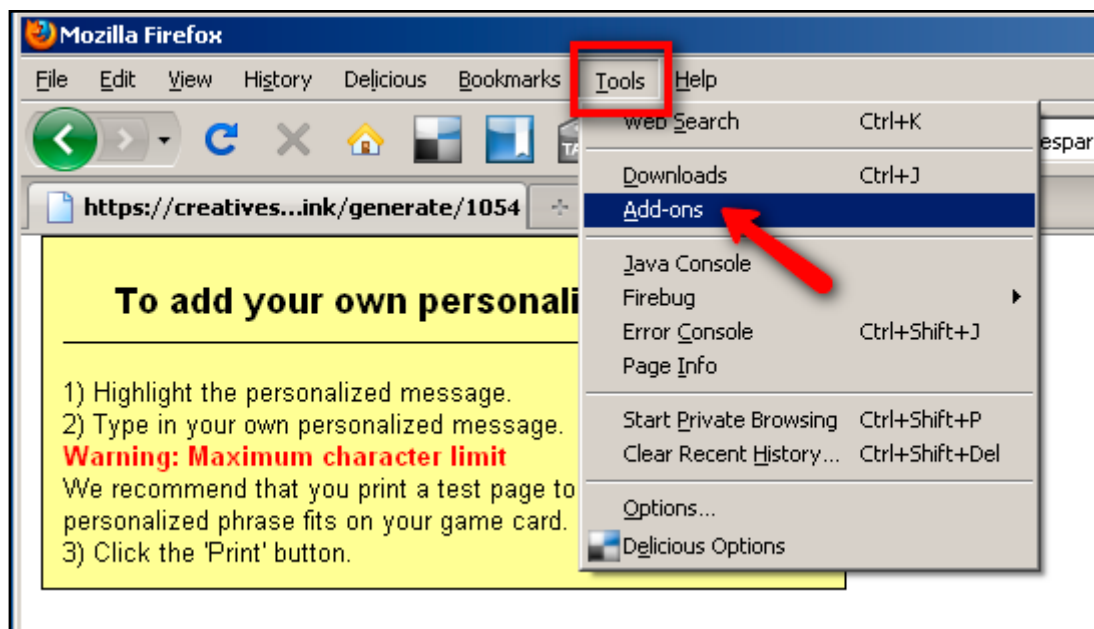 Mozilla Firefox
File Edit View History Delicious Bookmarks Tools Help
Web Search Ctrl+K
espar
Downloads Ctrl+J
https://creatives...ink/generate/1054
Add-ons
Java Console
To add your own personali
Firebug
Error Console Ctrl+Shift+J
Page Info
1) Highlight the personalized message.
2) Type in your own personalized message.
Start Private Browsing Ctrl+Shift+P
Warning: Maximum character limit
Clear Recent History... Ctrl+Shift+Del
We recommend that you print a test page to
personalized phrase fits on your game card.
Options...
3) Click the 'Print' button.
Delicious Options